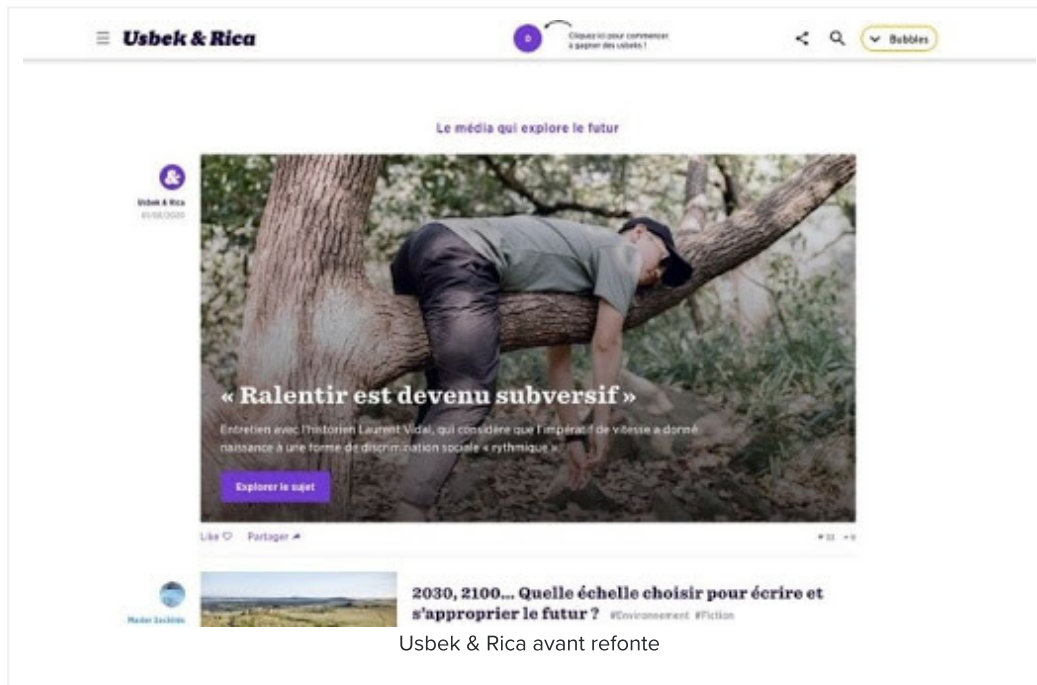 Usbek & Rica
Cliquez ici pour commencer
à gagner des usbeks !
Bubbles
Le média qui explore le futur
Usbek & Rica
« Ralentir est devenu subversif »
Entretien avec l'historien Laurent Vidal, qui considère que l'impératif de vitesse a donné
naissance à une forme de discrimination sociale « rythmique »
Explorer le sujet
Like Partager
2030, 2100... Quelle échelle choisir pour écrire et
s'approprier le futur ? #Environnement #Fiction
Usbek & Rica avant refonte